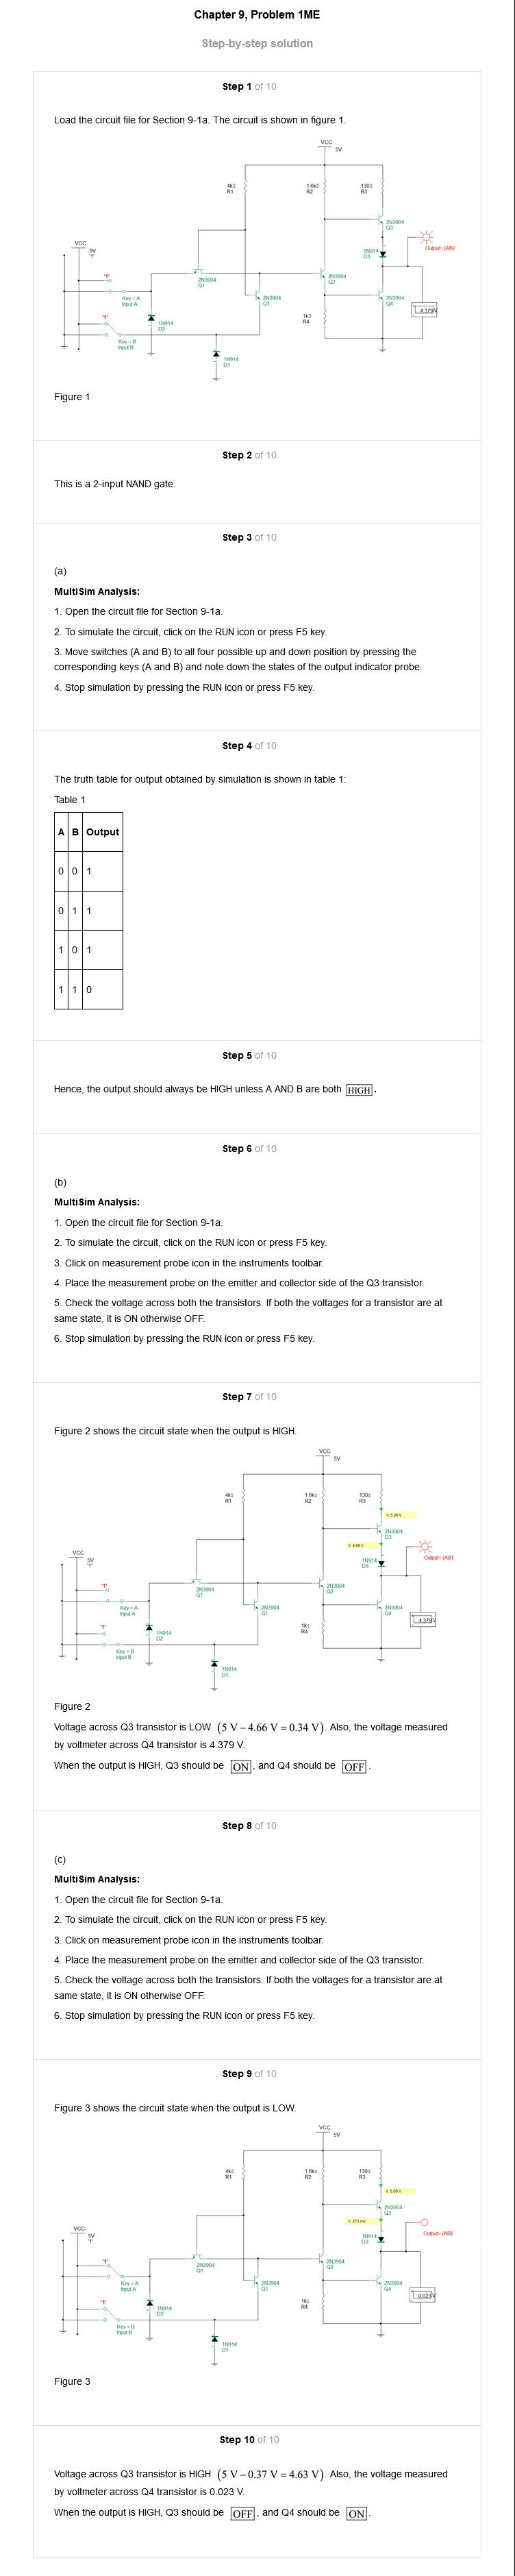 Chapter 9, Problem 1ME
Step-by-step solution
Step 1 of 10
Load the circuit file for Section 9-1a. The circuit is shown in figure 1.
VCC
5V
4kΩ
R1
1.6kΩ
R2
130Ω
R3
2N3904
Q3
1N914
D3
Output= (AB)'
VCC
5V
'1'
'1'
Key = A
Input A
2N3904
Q1
2N3904
Q1
2N3904
Q2
2N3904
Q4
4.379 V
1kΩ
R4
'1'
Key = B
Input B
1N914
D2
1N914
D1
Figure 1
Step 2 of 10
This is a 2-input NAND gate.
Step 3 of 10
(a)
MultiSim Analysis:
1. Open the circuit file for Section 9-1a.
2. To simulate the circuit, click on the RUN icon or press F5 key.
3. Move switches (A and B) to all four possible up and down position by pressing the
corresponding keys (A and B) and note down the states of the output indicator probe.
4. Stop simulation by pressing the RUN icon or press F5 key.
Step 4 of 10
The truth table for output obtained by simulation is shown in table 1:
Table 1
A B Output
0 0 1
0 1 1
1 0 1
1 1 0
Step 5 of 10
Hence, the output should always be HIGH unless A AND B are both HIGH.
Step 6 of 10
(b)
MultiSim Analysis:
1. Open the circuit file for Section 9-1a.
2. To simulate the circuit, click on the RUN icon or press F5 key.
3. Click on measurement probe icon in the instruments toolbar.
4. Place the measurement probe on the emitter and collector side of the Q3 transistor.
5. Check the voltage across both the transistors. If both the voltages for a transistor are at
same state, it is ON otherwise OFF.
6. Stop simulation by pressing the RUN icon or press F5 key.
Step 7 of 10
Figure 2 shows the circuit state when the output is HIGH.
VCC
5V
R1
R2
R3
V: 5.00 V
2N3904
Q3
V: 4.66 V
1N914
D3
Output= (AB)'
VCC
5V
'1'
'1'
Key = A
Input A
2N3904
Q1
2N3904
Q1
2N3904
Q2
2N3904
Q4
4.379 V
R4
'1'
Key = B
Input B
1N914
D2
1N914
D1
Figure 2
Voltage across Q3 transistor is LOW (5 V − 4.66 V = 0.34 V). Also, the voltage measured
by voltmeter across Q4 transistor is 4.379 V.
When the output is HIGH, Q3 should be ON, and Q4 should be OFF.
Step 8 of 10
(c)
MultiSim Analysis:
1. Open the circuit file for Section 9-1a.
2. To simulate the circuit, click on the RUN icon or press F5 key.
3. Click on measurement probe icon in the instruments toolbar.
4. Place the measurement probe on the emitter and collector side of the Q3 transistor.
5. Check the voltage across both the transistors. If both the voltages for a transistor are at
same state, it is ON otherwise OFF.
6. Stop simulation by pressing the RUN icon or press F5 key.
Step 9 of 10
Figure 3 shows the circuit state when the output is LOW.
VCC
5V
R1
R2
R3
V: 5.00 V
2N3904
Q3
V: 373 mV
1N914
D3
Output= (AB)'
VCC
5V
'1'
'1'
Key = A
Input A
2N3904
Q1
2N3904
Q1
2N3904
Q2
2N3904
Q4
0.023 V
R4
'1'
Key = B
Input B
1N914
D2
1N914
D1
Figure 3
Step 10 of 10
Voltage across Q3 transistor is HIGH (5 V − 0.37 V = 4.63 V). Also, the voltage measured
by voltmeter across Q4 transistor is 0.023 V.
When the output is HIGH, Q3 should be OFF, and Q4 should be ON.